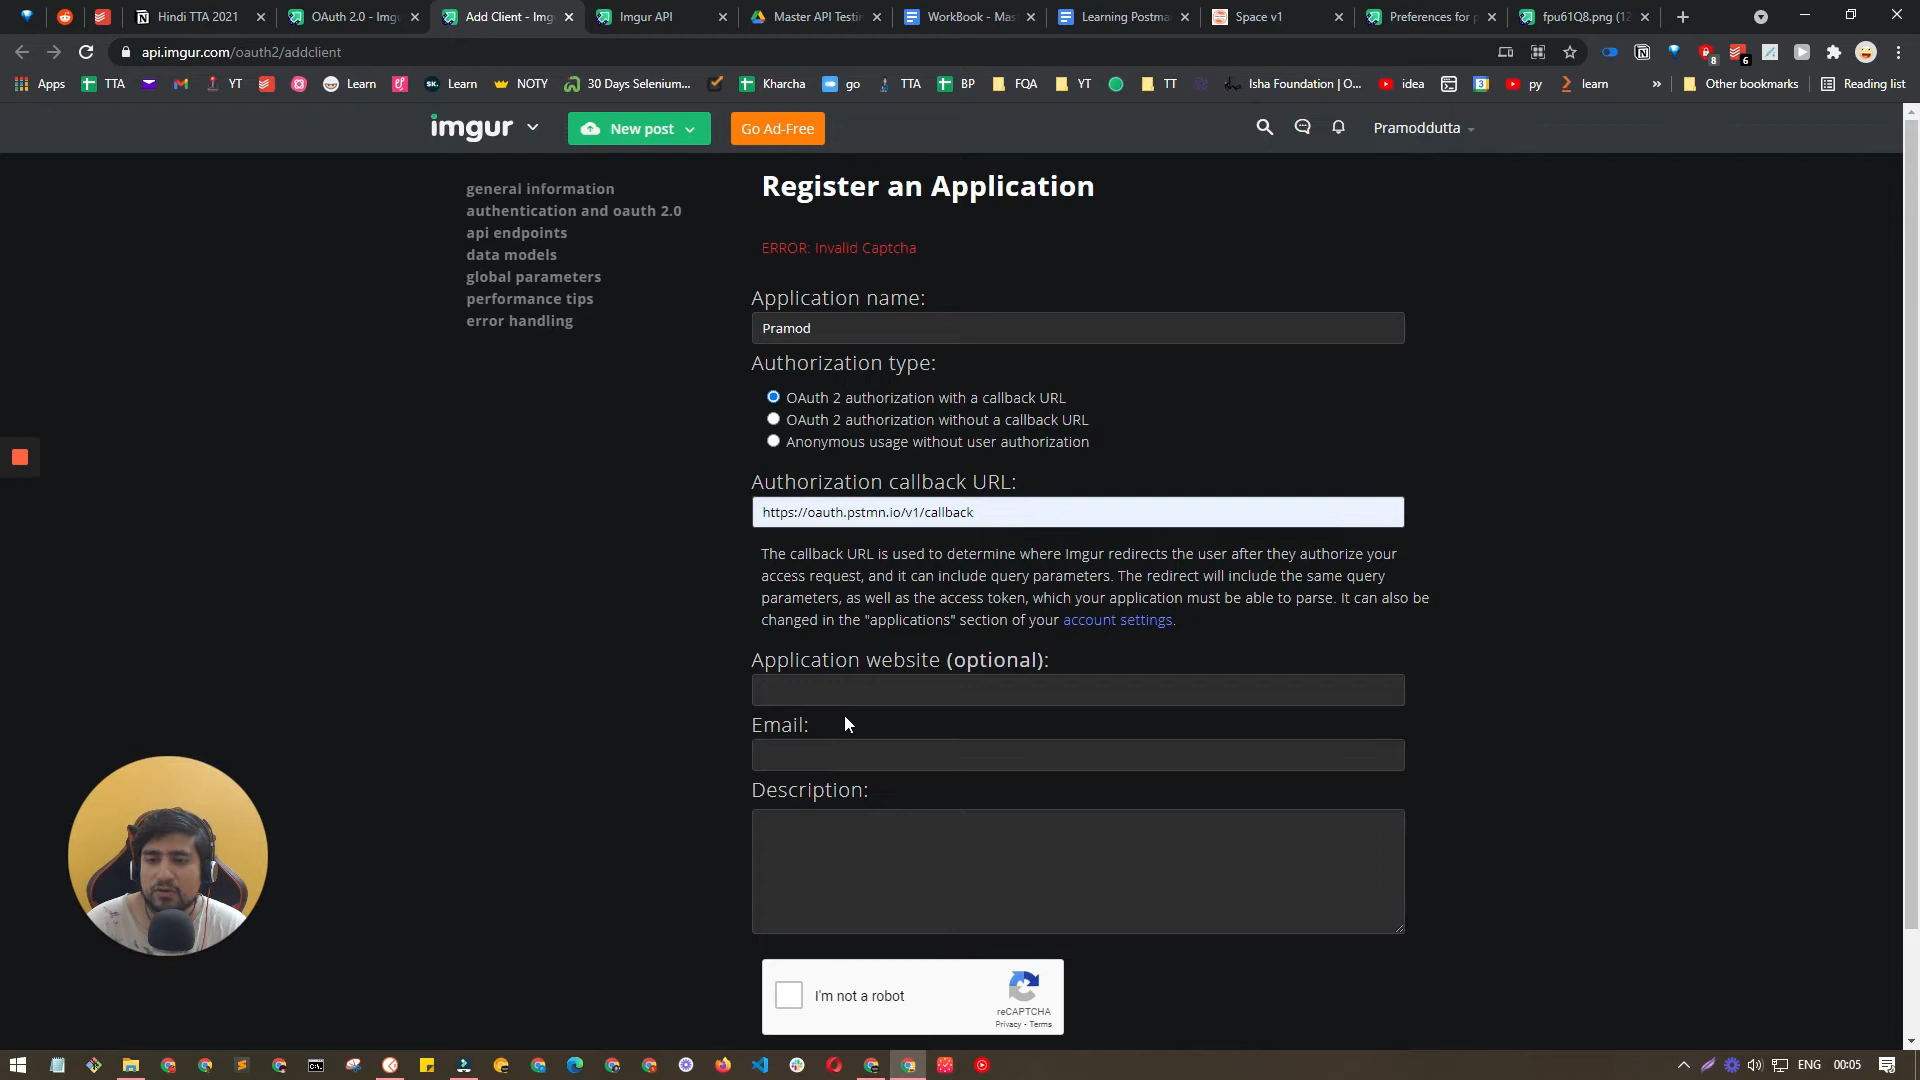 Hindi TTA 2021
OAuth 2.0 - Imgu
Add Client - Imgu
Imgur API
Master API Testin
WorkBook - Mas
Learning Postma
Space v1
Preferences for p
fpu61Q8.png (12
api.imgur.com/oauth2/addclient
8
6
Apps
TTA
YT
Learn
Learn
NOTY
30 Days Selenium...
Kharcha
go
TTA
BP
FQA
YT
TT
Isha Foundation | O...
idea
py
learn
»
Other bookmarks
Reading list
imgur
New post
Go Ad-Free
Pramoddutta
general information
authentication and oauth 2.0
api endpoints
data models
global parameters
performance tips
error handling
Register an Application
ERROR: Invalid Captcha
Application name:
Pramod
Authorization type:
OAuth 2 authorization with a callback URL
OAuth 2 authorization without a callback URL
Anonymous usage without user authorization
Authorization callback URL:
https://oauth.pstmn.io/v1/callback
The callback URL is used to determine where Imgur redirects the user after they authorize your
access request, and it can include query parameters. The redirect will include the same query
parameters, as well as the access token, which your application must be able to parse. It can also be
changed in the "applications" section of your account settings.
Application website (optional):
Email:
Description:
I'm not a robot
reCAPTCHA
Privacy - Terms
ENG
00:05